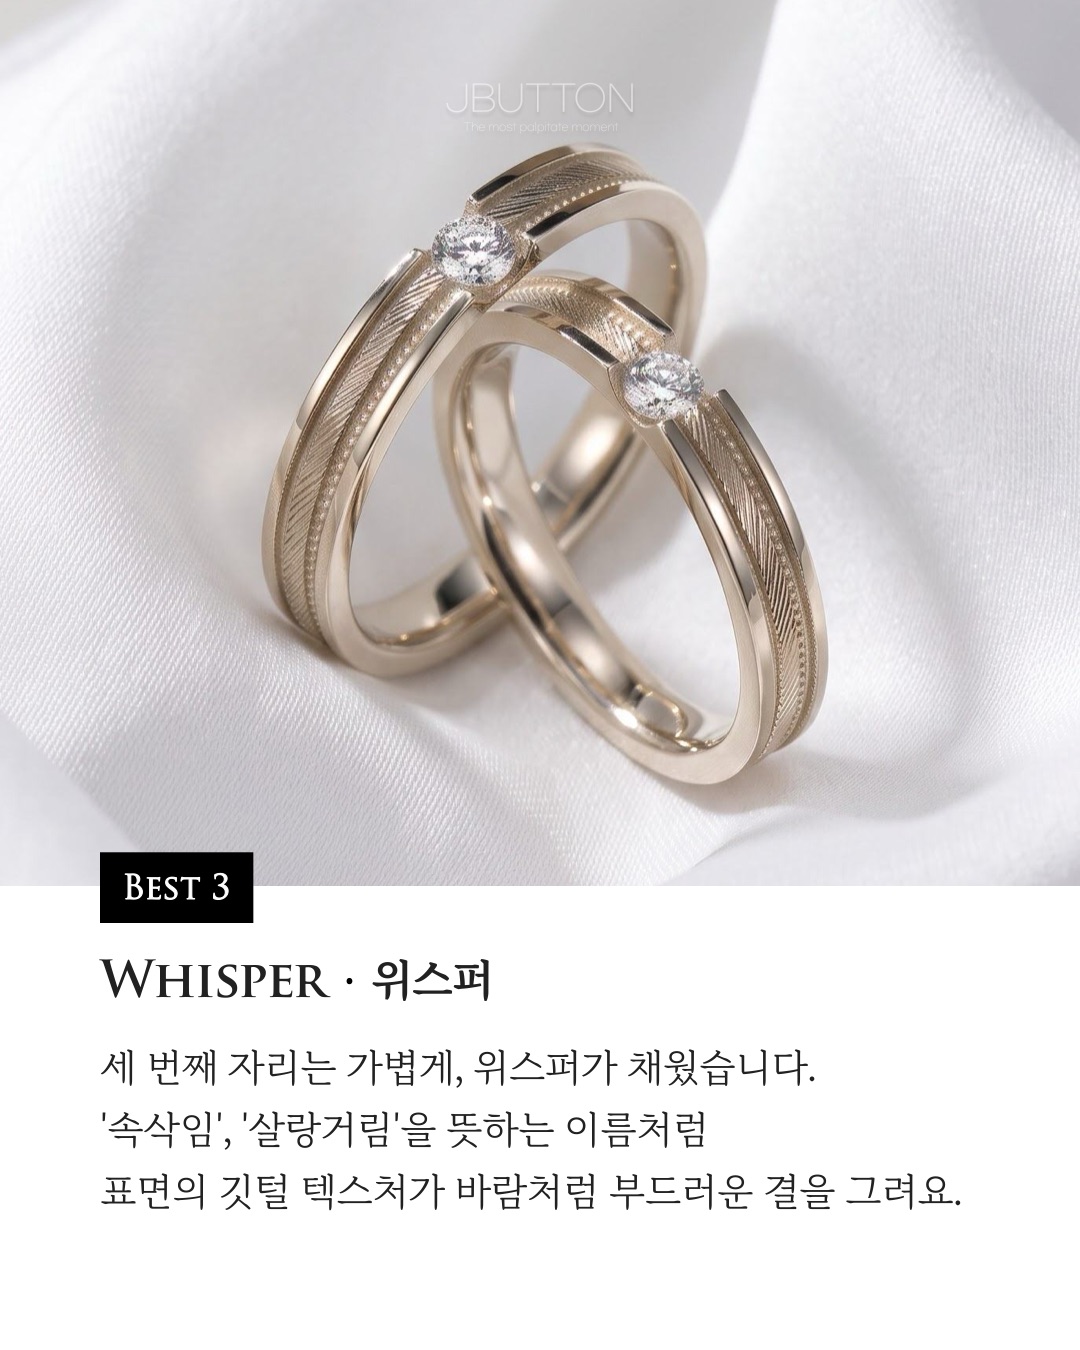 JBUTTON
The most palpitate moment
BEST 3
WHISPER · 위스퍼
세 번째 자리는 가볍게, 위스퍼가 채웠습니다.
'속삭임', '살랑거림'을 뜻하는 이름처럼
표면의 깃털 텍스처가 바람처럼 부드러운 결을 그려요.